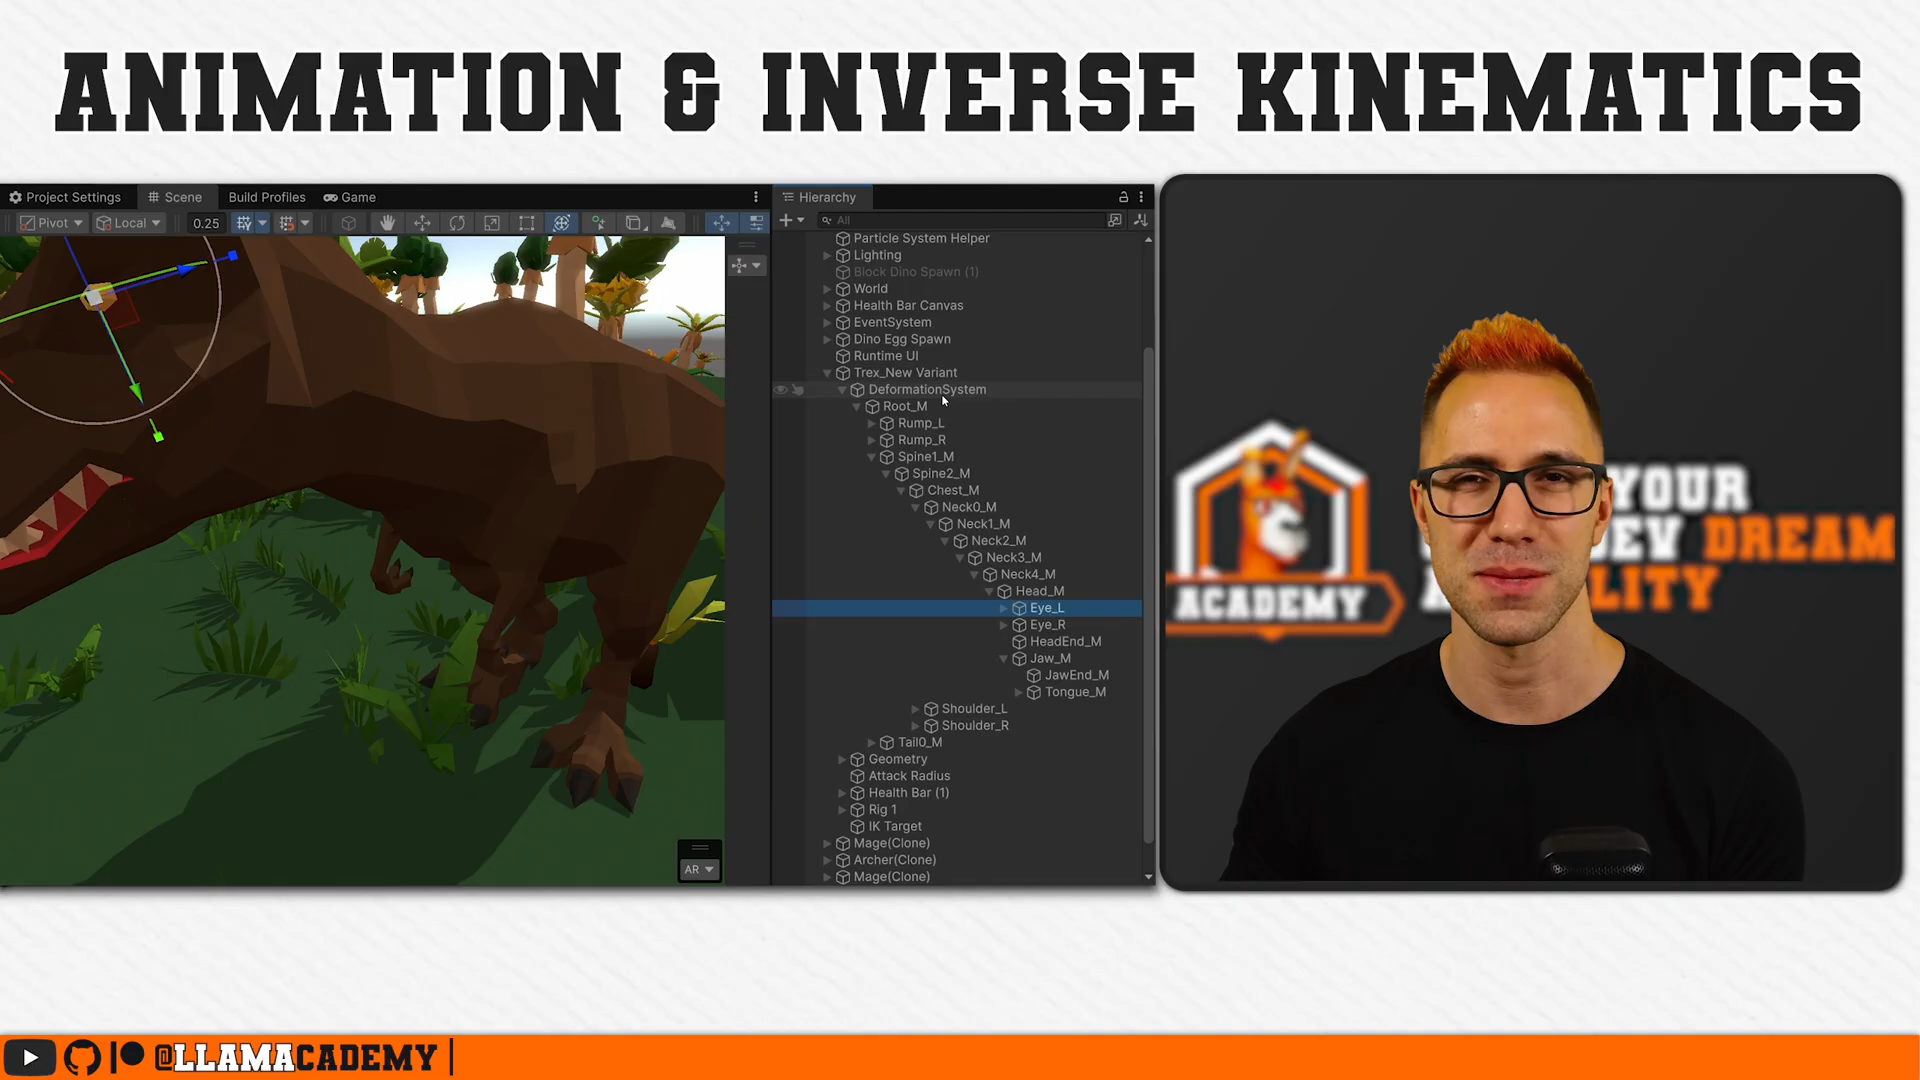 ANIMATION & INVERSE KINEMATICS
Project Settings
Scene
Build Profiles
Game
Pivot
Local
0.25
AR
Hierarchy
All
Particle System Helper
Lighting
Block Dino Spawn (1)
World
Health Bar Canvas
EventSystem
Dino Egg Spawn
Runtime UI
Trex_New Variant
DeformationSystem
Root_M
Rump_L
Rump_R
Spine1_M
Spine2_M
Chest_M
Neck0_M
Neck1_M
Neck2_M
Neck3_M
Neck4_M
Head_M
Eye_L
Eye_R
HeadEnd_M
Jaw_M
JawEnd_M
Tongue_M
Shoulder_L
Shoulder_R
Tail0_M
Geometry
Attack Radius
Health Bar (1)
Rig 1
IK Target
Mage(Clone)
Archer(Clone)
Mage(Clone)
ACADEMY
YOUR
DREAM
@LLAMACADEMY